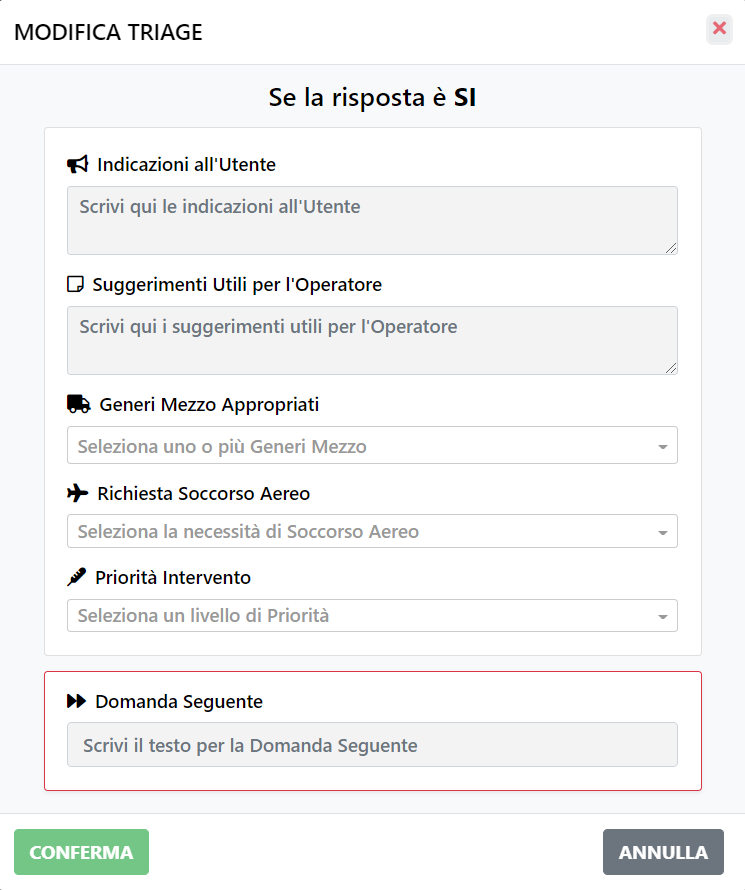 MODIFICA TRIAGE
Se la risposta è SI
Indicazioni all'Utente
Scrivi qui le indicazioni all'Utente
Suggerimenti Utili per l'Operatore
Scrivi qui i suggerimenti utili per l'Operatore
Generi Mezzo Appropriati
Seleziona uno o più Generi Mezzo
Richiesta Soccorso Aereo
Seleziona la necessità di Soccorso Aereo
Priorità Intervento
Seleziona un livello di Priorità
Domanda Seguente
Scrivi il testo per la Domanda Seguente
CONFERMA
ANNULLA